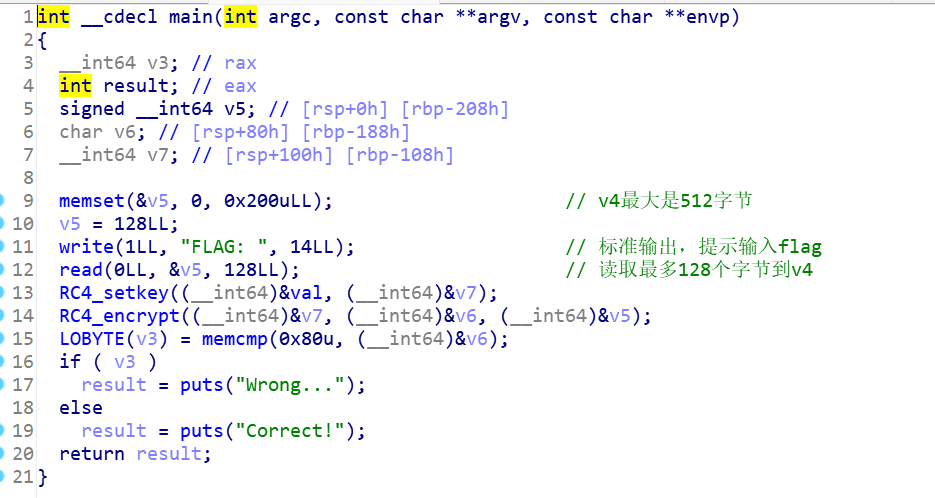 1 int __cdecl main(int argc, const char **argv, const char **envp)
2 {
3   __int64 v3; // rax
4   int result; // eax
5   signed __int64 v5; // [rsp+0h] [rbp-208h]
6   char v6; // [rsp+80h] [rbp-188h]
7   __int64 v7; // [rsp+100h] [rbp-108h]
8
9   memset(&v5, 0, 0x200uLL);                    // v4最大是512字节
10   v5 = 128LL;
11   write(1LL, "FLAG: ", 14LL);                  // 标准输出，提示输入flag
12   read(0LL, &v5, 128LL);                       // 读取最多128个字节到v4
13   RC4_setkey((__int64)&val, (__int64)&v7);
14   RC4_encrypt((__int64)&v7, (__int64)&v6, (__int64)&v5);
15   LOBYTE(v3) = memcmp(0x80u, (__int64)&v6);
16   if ( v3 )
17     result = puts("Wrong...");
18   else
19     result = puts("Correct!");
20   return result;
21 }